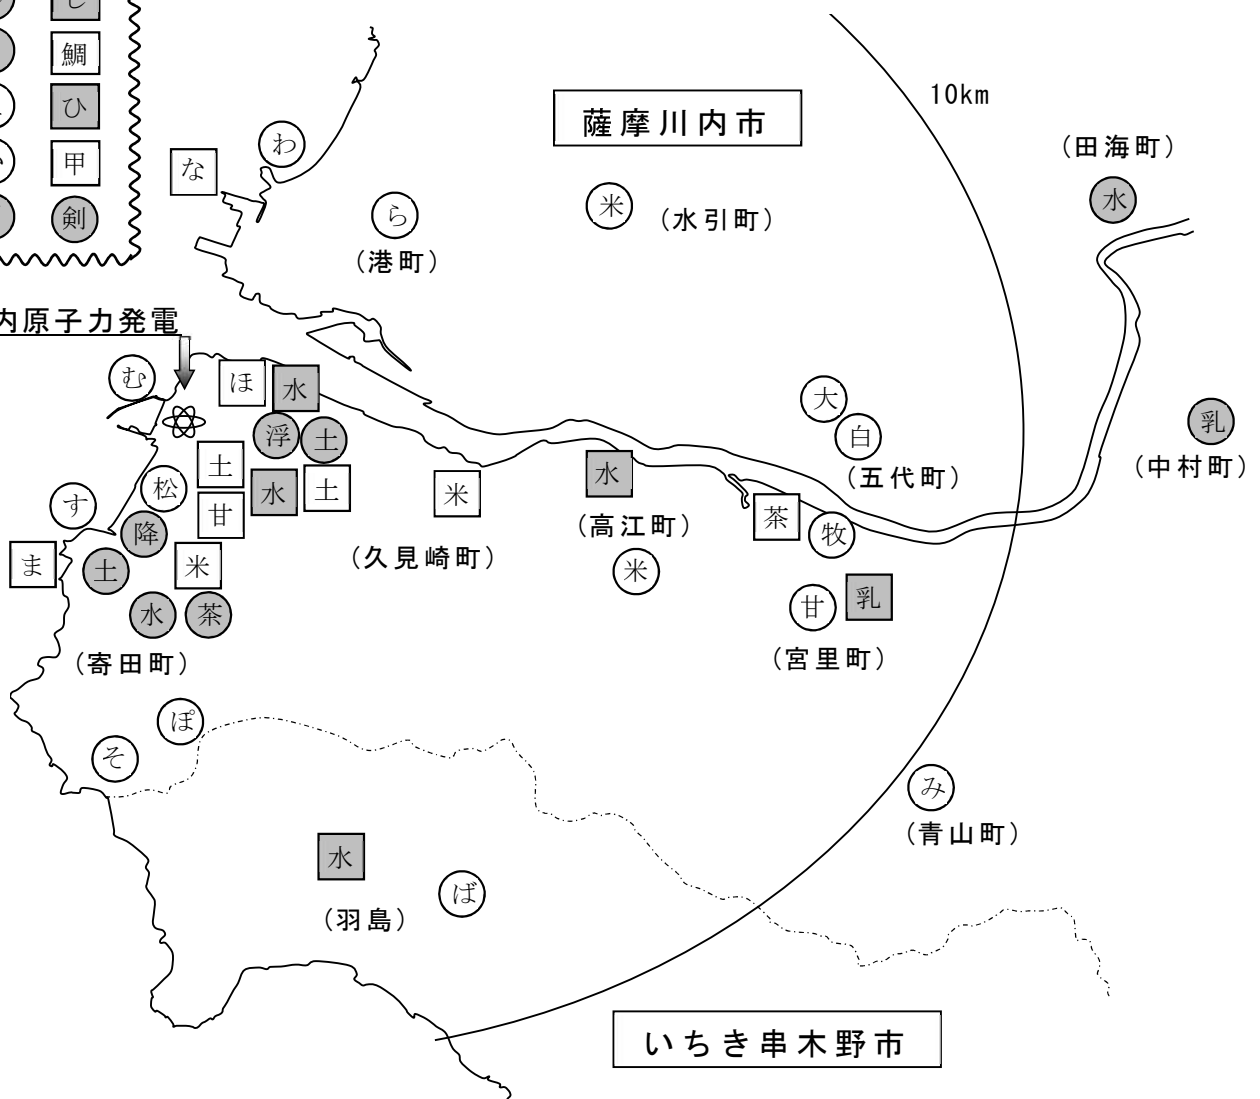 鯛
ひ
甲
剣
10km
薩摩川内市
(田海町)
わ
な
水
米
(水引町)
ら
(港町)
内原子力発電
む
ほ
水
大
浮
土
白
乳
土
(五代町)
(中村町)
松
水
土
米
水
す
甘
茶
(高江町)
降
牧
ま
土
米
(久見崎町)
米
水
茶
甘
乳
(寄田町)
(宮里町)
ぽ
そ
み
(青山町)
水
ば
(羽島)
いちき串木野市